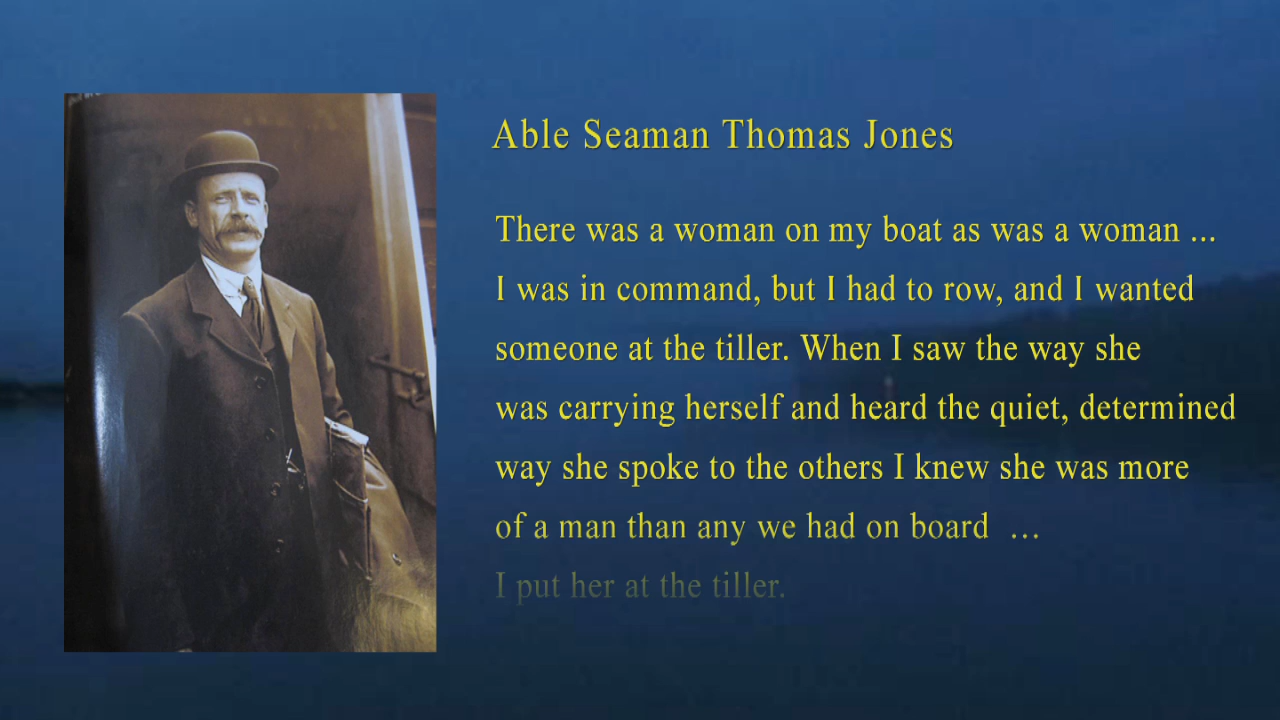 Able Seaman Thomas Jones
There was a woman on my boat as was a woman ...
I was in command, but I had to row, and I wanted
someone at the tiller. When I saw the way she
was carrying herself and heard the quiet, determined
way she spoke to the others I knew she was more
of a man than any we had on board ...
I put her at the tiller.